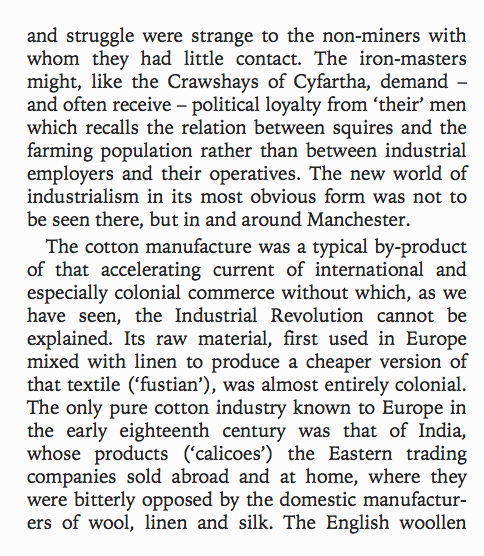 and struggle were strange to the non-miners with
whom they had little contact. The iron-masters
might, like the Crawshays of Cyfartha, demand –
and often receive – political loyalty from ‘their’ men
which recalls the relation between squires and the
farming population rather than between industrial
employers and their operatives. The new world of
industrialism in its most obvious form was not to
be seen there, but in and around Manchester.
The cotton manufacture was a typical by-product
of that accelerating current of international and
especially colonial commerce without which, as we
have seen, the Industrial Revolution cannot be
explained. Its raw material, first used in Europe
mixed with linen to produce a cheaper version of
that textile (‘fustian’), was almost entirely colonial.
The only pure cotton industry known to Europe in
the early eighteenth century was that of India,
whose products (‘calicoes’) the Eastern trading
companies sold abroad and at home, where they
were bitterly opposed by the domestic manufactur-
ers of wool, linen and silk. The English woollen